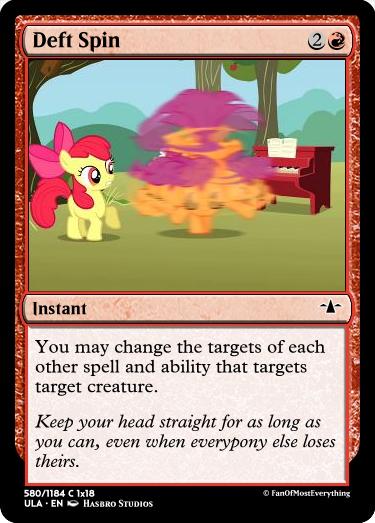 Deft Spin 2
Instant
You may change the targets of each
other spell and ability that targets
target creature.
Keep your head straight for as long as
you can, even when everypony else loses
theirs.
580/1184 C 1x18
ULA • EN HASBRO STUDIOS
© FanOfMostEverything